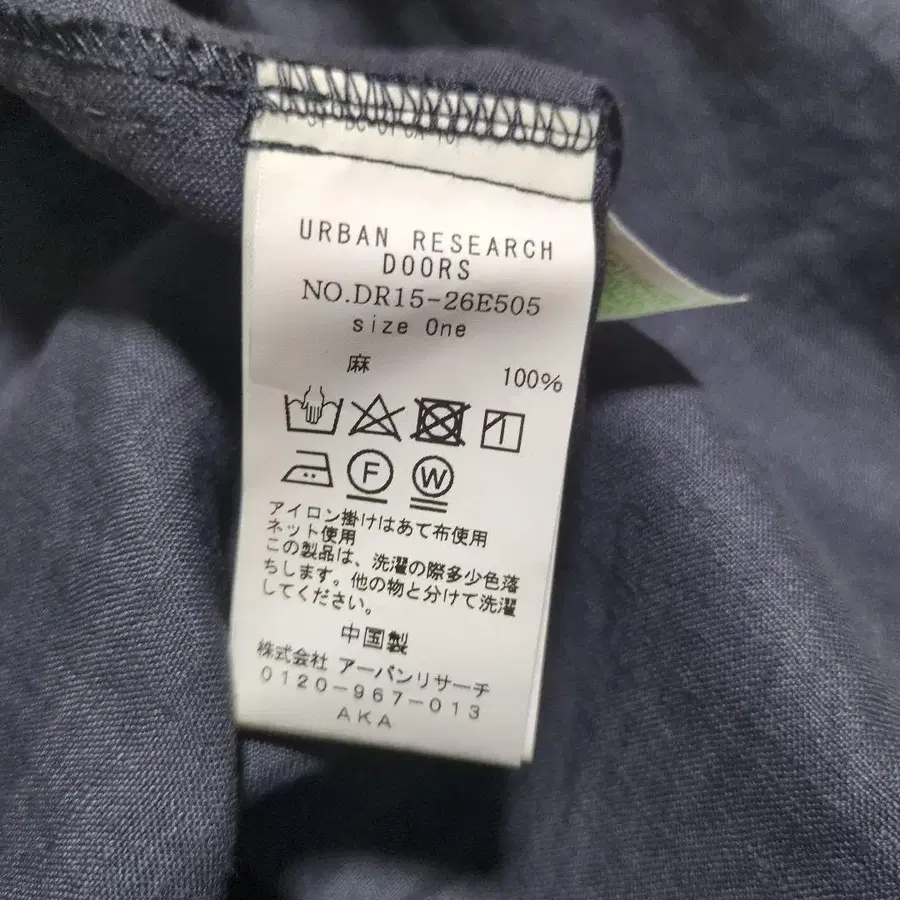 URBAN RESEARCH
DOORS
NO.DR15-26E505
size One
麻 100%
F W
アイロン掛けはあて布使用
ネット使用
この製品は、洗濯の際多少色落
ちします。他の物と分けて洗濯
してください。
中国製
株式会社 アーバンリサーチ
0120-967-013
AKA